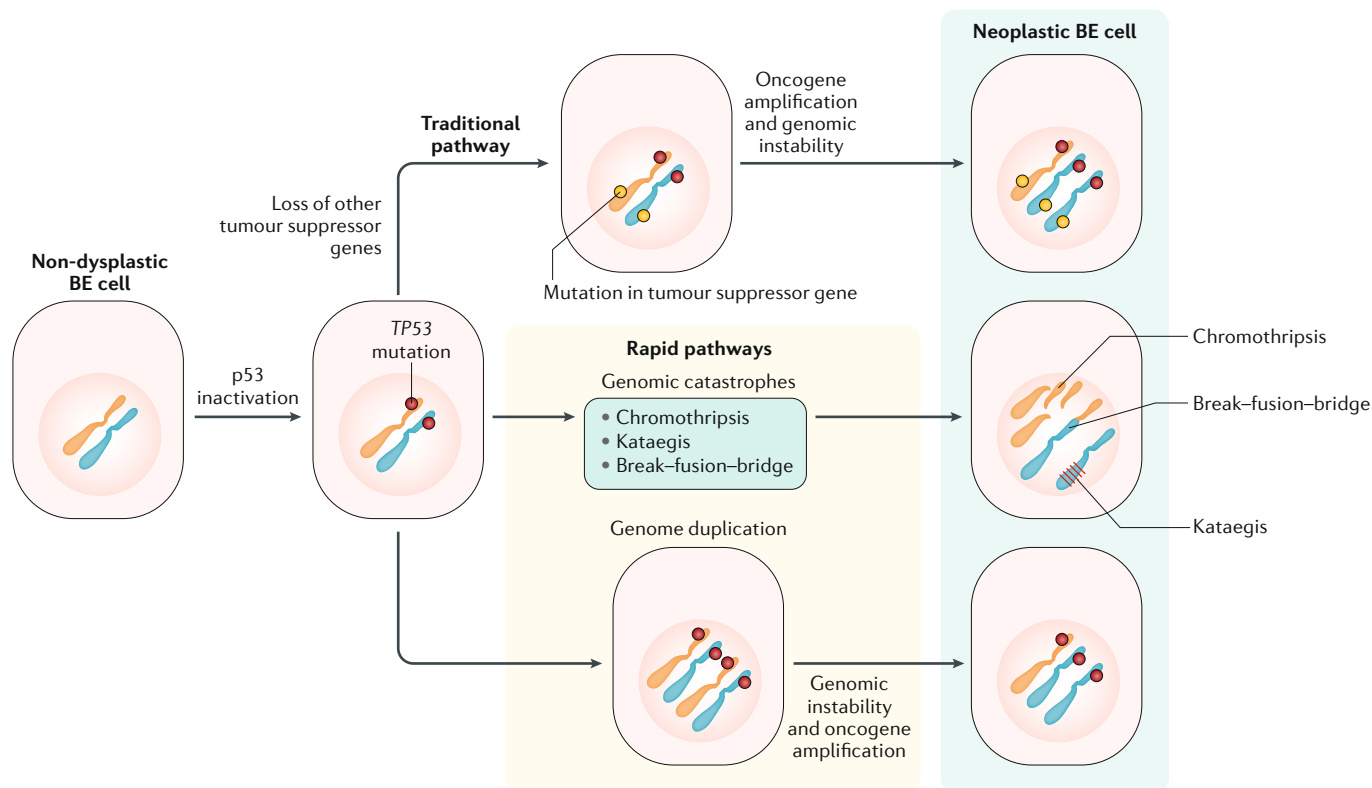 Non-dysplastic
BE cell
p53
inactivation
TP53
mutation
Loss of other
tumour suppressor
genes
Traditional
pathway
Mutation in tumour suppressor gene
Oncogene
amplification
and genomic
instability
Rapid pathways
Genomic catastrophes
• Chromothripsis
• Kataegis
• Break–fusion–bridge
Genome duplication
Genomic
instability
and oncogene
amplification
Neoplastic BE cell
Chromothripsis
Break–fusion–bridge
Kataegis